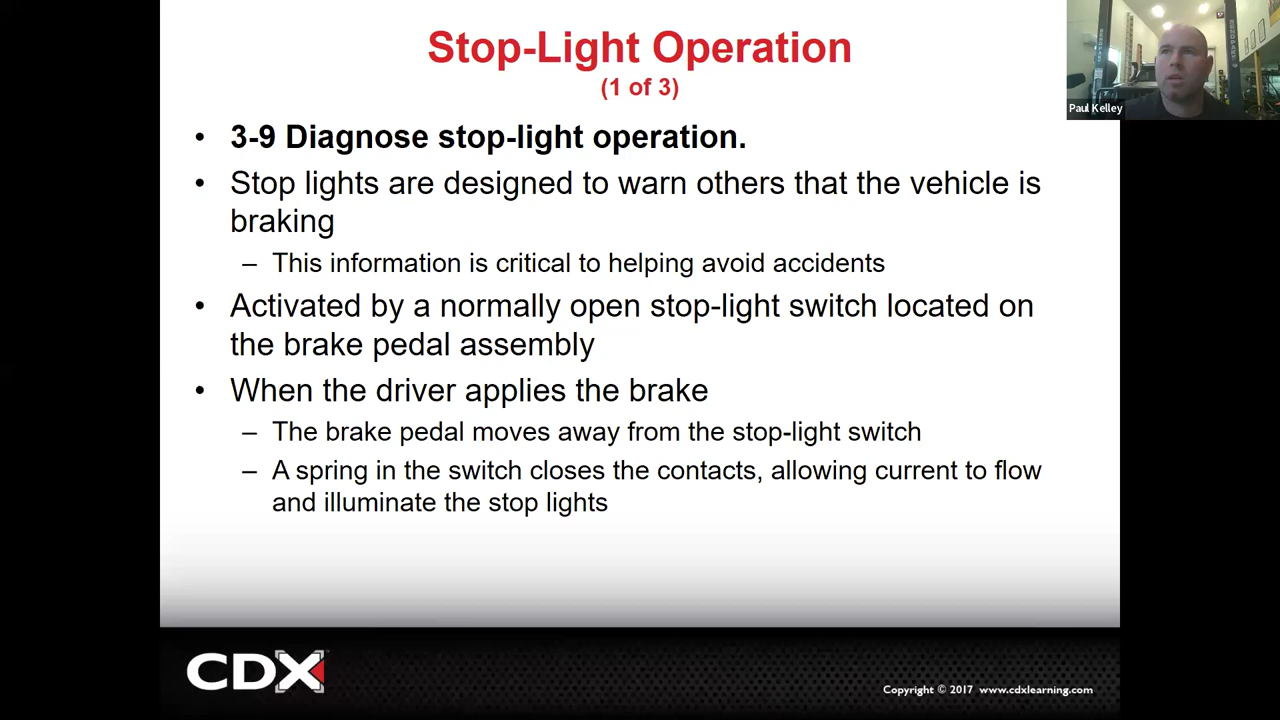 Stop-Light Operation
(1 of 3)
Paul Kelley
• 3-9 Diagnose stop-light operation.
• Stop lights are designed to warn others that the vehicle is
braking
– This information is critical to helping avoid accidents
• Activated by a normally open stop-light switch located on
the brake pedal assembly
• When the driver applies the brake
– The brake pedal moves away from the stop-light switch
– A spring in the switch closes the contacts, allowing current to flow
and illuminate the stop lights
CDX
Copyright © 2017 www.cdxlearning.com